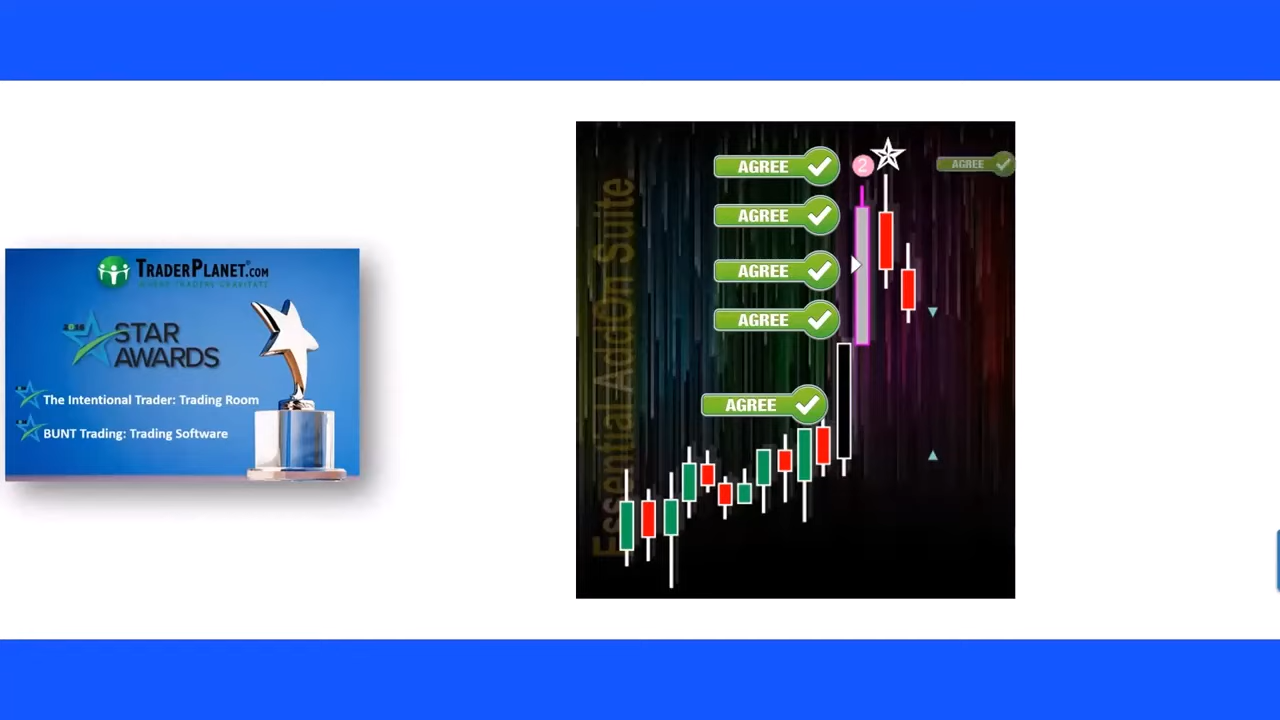 TRADERPLANET.COM
WHERE TRADERS GRAVITATE
STAR
AWARDS
The Intentional Trader: Trading Room
BUNT Trading: Trading Software
Essential AddOn Suite
AGREE
2
AGREE
AGREE
AGREE
AGREE
AGREE